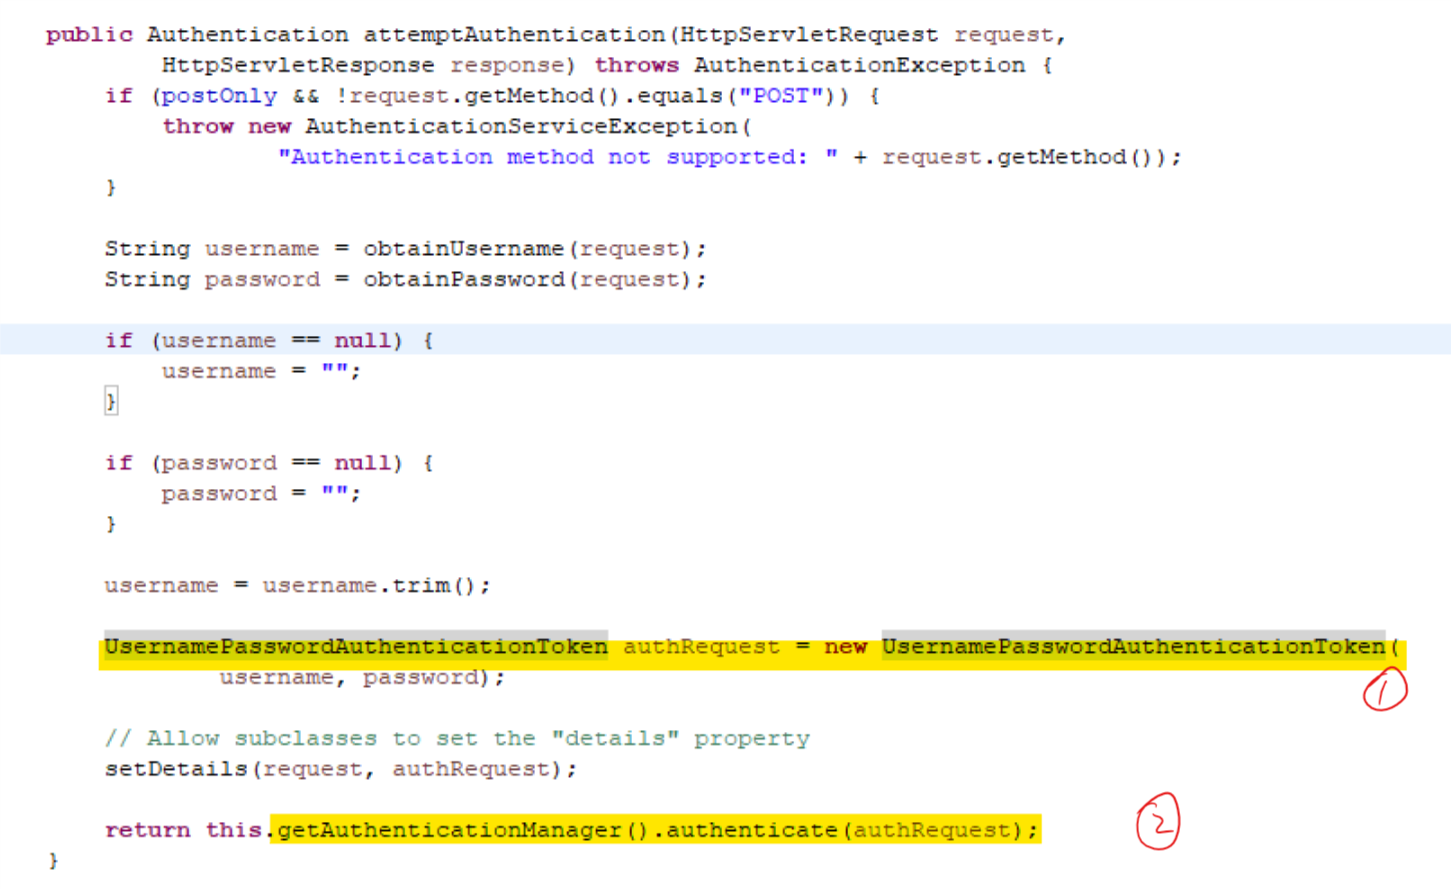 public Authentication attemptAuthentication(HttpServletRequest request,
HttpServletResponse response) throws AuthenticationException {
if (postOnly && !request.getMethod().equals("POST")) {
throw new AuthenticationServiceException(
"Authentication method not supported: " + request.getMethod());
}
String username = obtainUsername(request);
String password = obtainPassword(request);
if (username == null) {
username = "";
}
if (password == null) {
password = "";
}
username = username.trim();
UsernamePasswordAuthenticationToken authRequest = new UsernamePasswordAuthenticationToken(
username, password);
1
// Allow subclasses to set the "details" property
setDetails(request, authRequest);
return this.getAuthenticationManager().authenticate(authRequest);
2
}